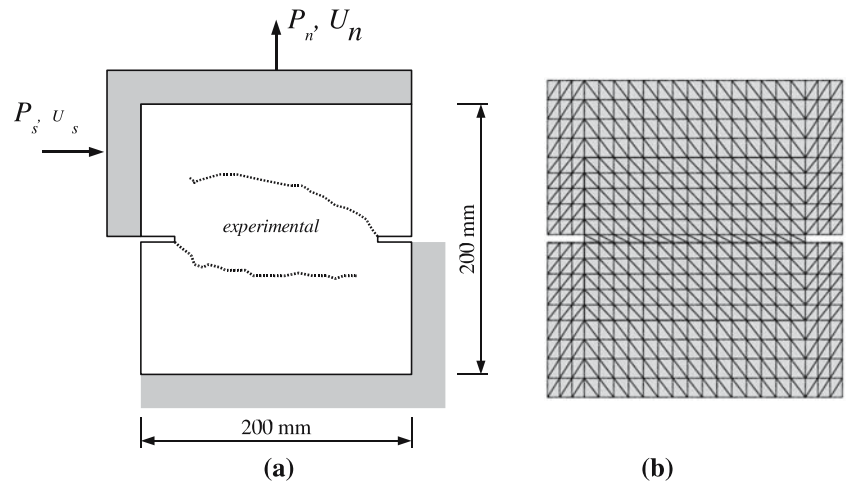 P_n, U_n
P_s, U_s
experimental
200 mm
200 mm
(a)
(b)